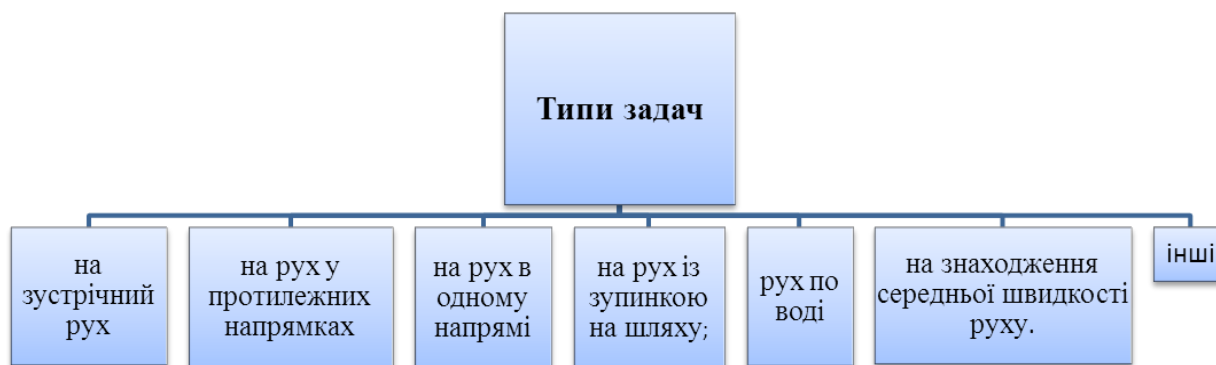 Типи задач
на
зустрічний
рух
на рух у
протилежних
напрямках
на рух в
одному
напрямі
на рух із
зупинкою
на шляху;
рух по
воді
на знаходження
середньої швидкості
руху.
інші